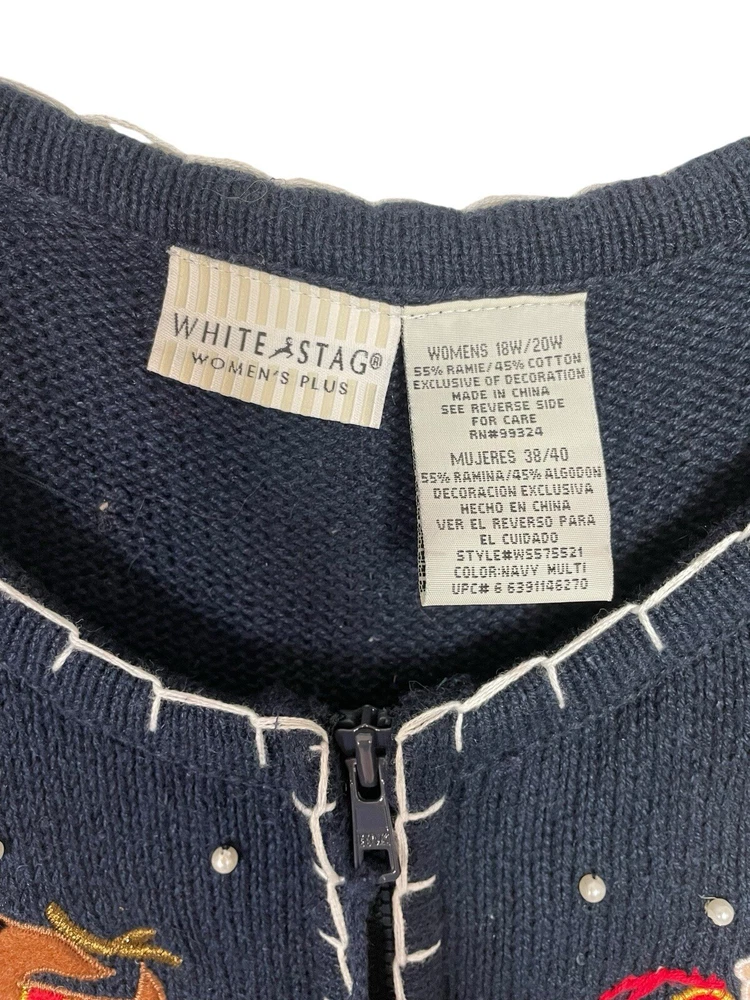 WHITE STAG®
WOMEN'S PLUS
WOMENS 18W/20W
55% RAMIE/45% COTTON
EXCLUSIVE OF DECORATION
MADE IN CHINA
SEE REVERSE SIDE
FOR CARE
RN#99324
MUJERES 38/40
55% RAMINA/45% ALGODON
DECORACION EXCLUSIVA
HECHO EN CHINA
VER EL REVERSO PARA
EL CUIDADO
STYLE#WS575521
COLOR:NAVY MULTI
UPC# 6 6391146270